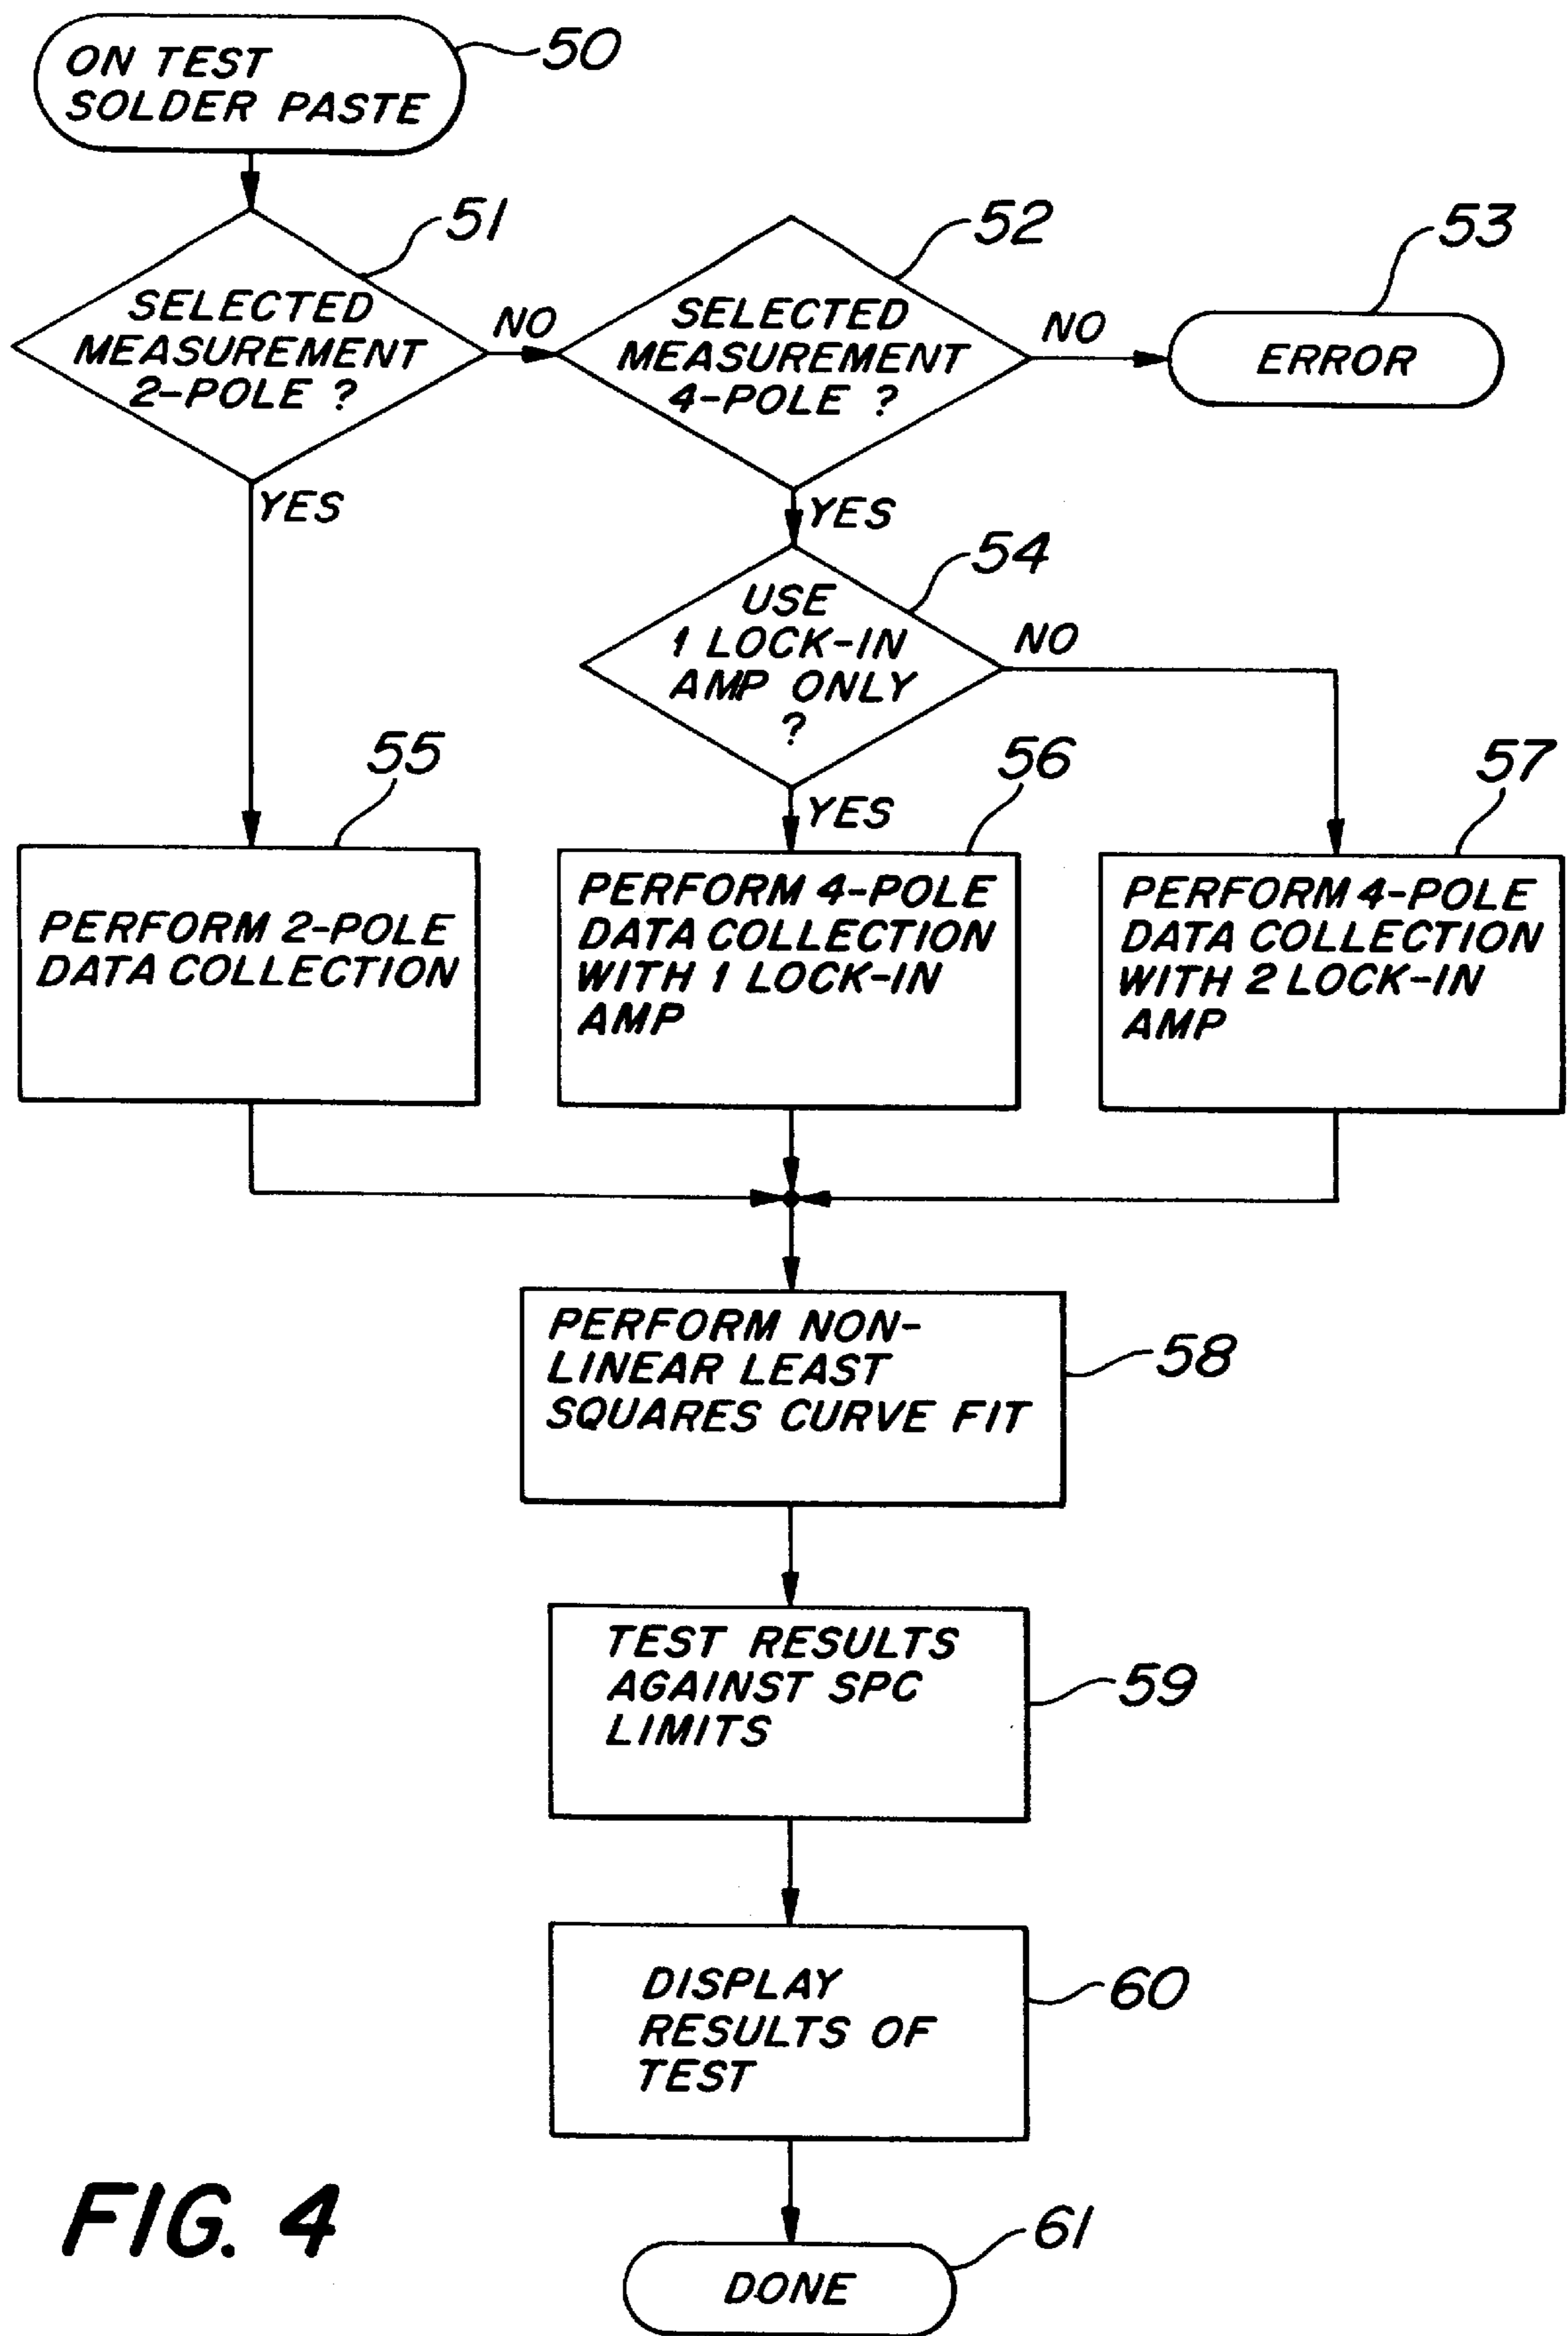 ON TEST
SOLDER PASTE
50
51
SELECTED
MEASUREMENT
2-POLE ?
NO
YES
52
SELECTED
MEASUREMENT
4-POLE ?
NO
YES
53
ERROR
54
USE
1 LOCK-IN
AMP ONLY
?
NO
YES
55
PERFORM 2-POLE
DATA COLLECTION
56
PERFORM 4-POLE
DATA COLLECTION
WITH 1 LOCK-IN
AMP
57
PERFORM 4-POLE
DATA COLLECTION
WITH 2 LOCK-IN
AMP
PERFORM NON-
LINEAR LEAST
SQUARES CURVE FIT
58
TEST RESULTS
AGAINST SPC
LIMITS
59
DISPLAY
RESULTS OF
TEST
60
DONE
61
FIG. 4